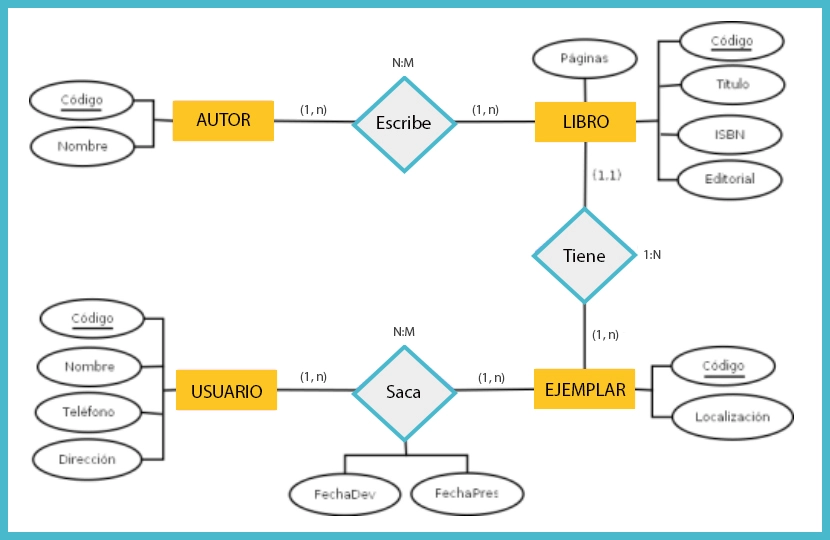 N:M
Código
Nombre
AUTOR
(1, n)
Escribe
(1, n)
Páginas
LIBRO
Código
Titulo
ISBN
Editorial
(1,1)
Tiene
1:N
(1, n)
Código
Nombre
Teléfono
Dirección
USUARIO
(1, n)
N:M
Saca
(1, n)
EJEMPLAR
Código
Localización
FechaDev
FechaPres